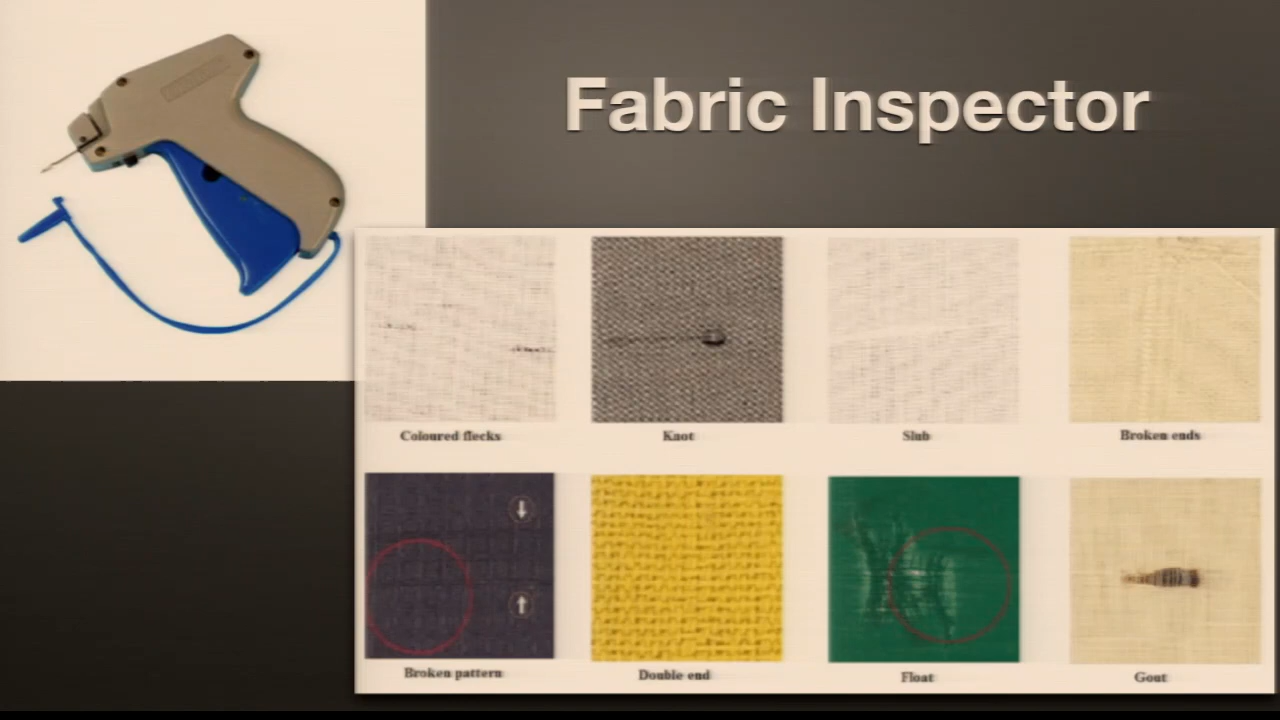 Fabric Inspector
Coloured flecks
Knot
Slub
Broken ends
Broken pattern
Double end
Float
Gout